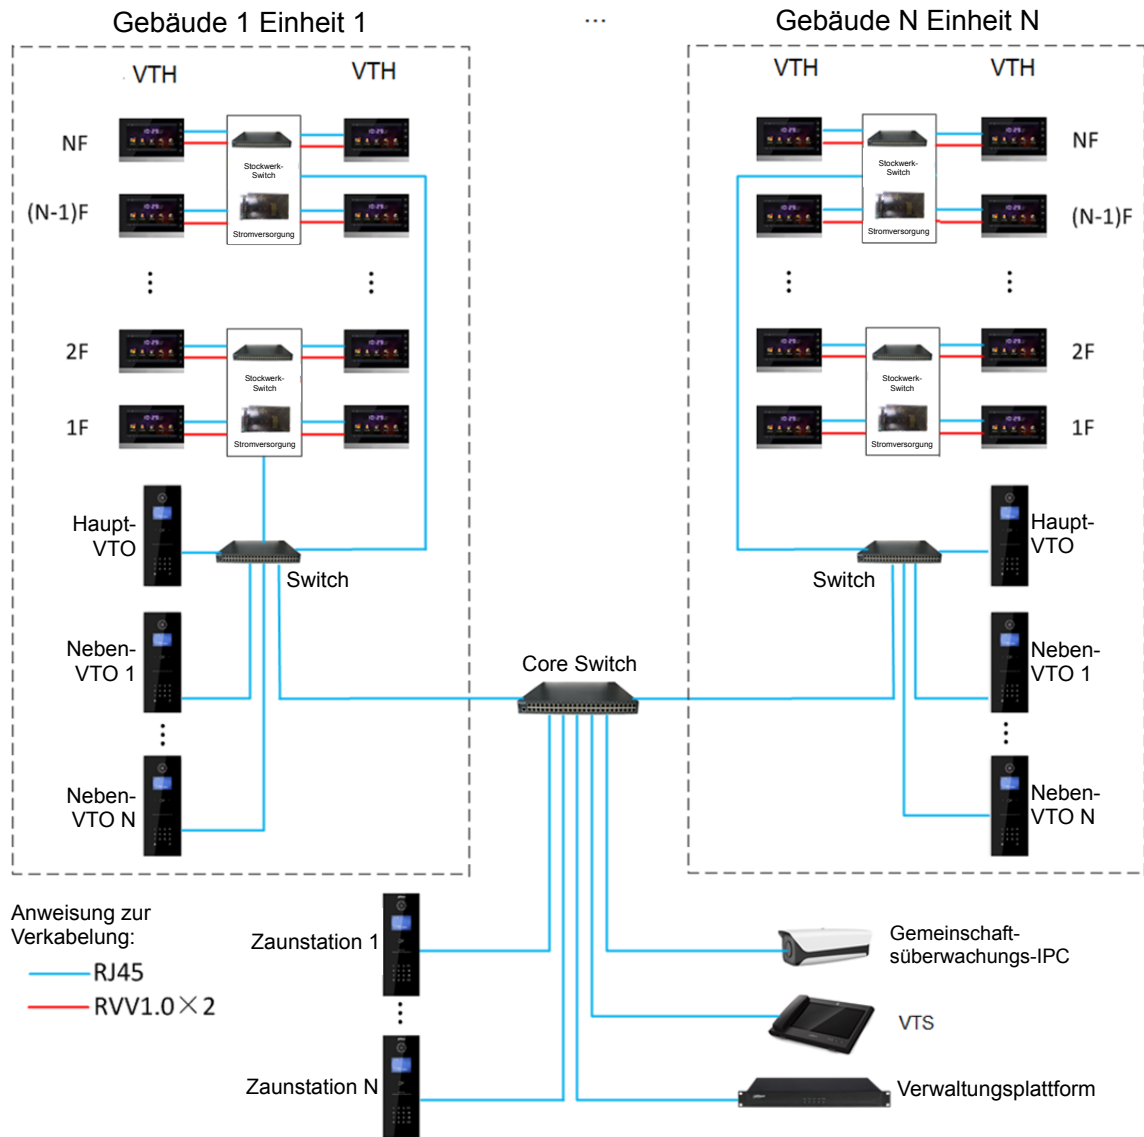 Gebäude 1 Einheit 1
...
Gebäude N Einheit N
VTH
VTH
VTH
VTH
NF
Stockwerk-
Switch
(N-1)F
Stromversorgung
2F
Stockwerk-
Switch
1F
Stromversorgung
NF
Stockwerk-
Switch
(N-1)F
Stromversorgung
2F
Stockwerk-
Switch
1F
Stromversorgung
Haupt-
VTO
Switch
Neben-
VTO 1
Neben-
VTO N
Switch
Haupt-
VTO
Neben-
VTO 1
Neben-
VTO N
Core Switch
Anweisung zur
Verkabelung:
RJ45
RVV1.0×2
Zaunstation 1
Zaunstation N
Gemeinschaft-
süberwachungs-IPC
VTS
Verwaltungsplattform